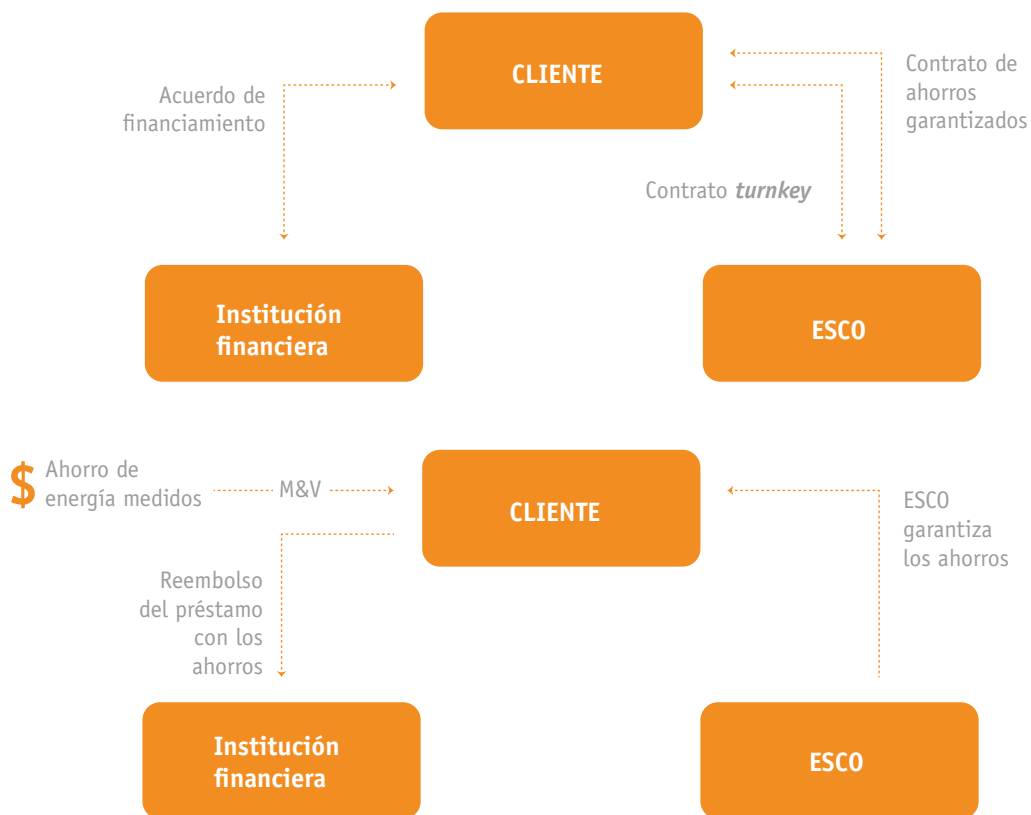 CLIENTE
Acuerdo de
financiamiento
Contrato de
ahorros
garantizados
Contrato turnkey
Institución
financiera
ESCO
$ Ahorro de
energía medidos
M&V
CLIENTE
ESCO
garantiza
los ahorros
Reembolso
del préstamo
con los
ahorros
Institución
financiera
ESCO